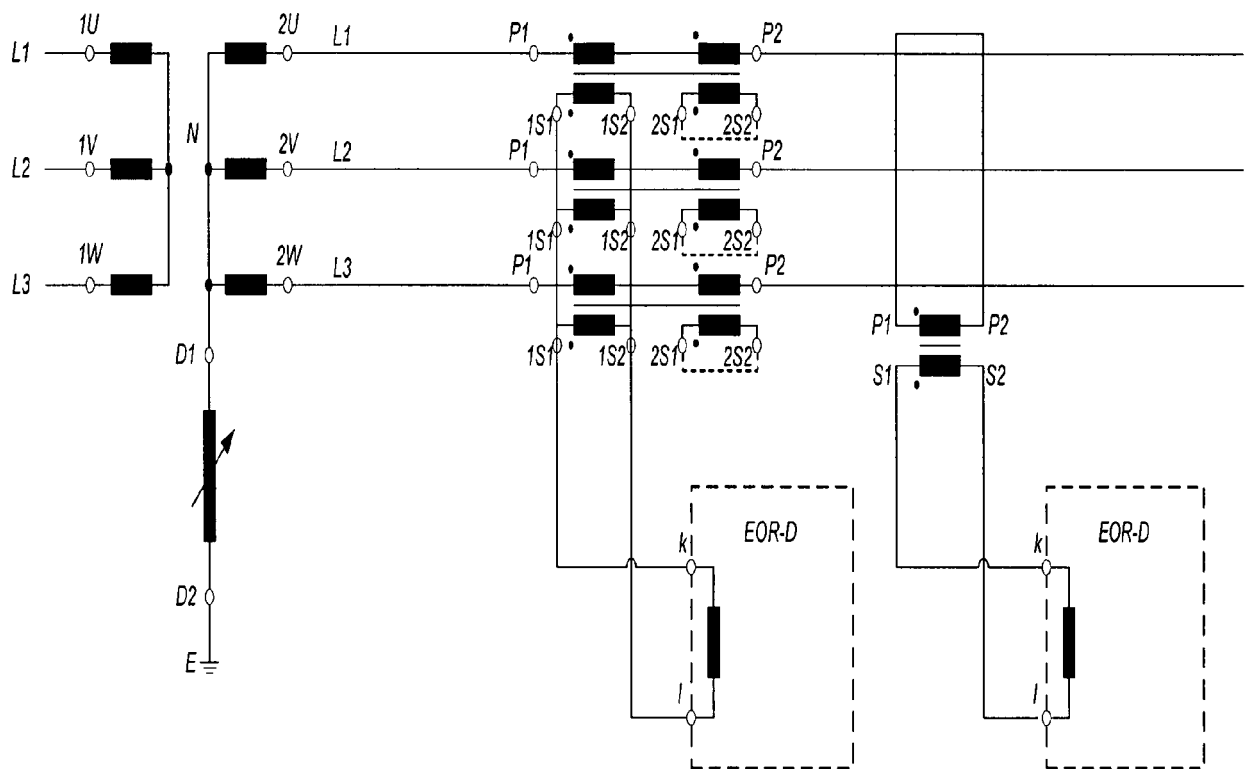 1U 2U L1 P1 P2
L1
1S1 1S2 2S1 2S2
1V N 2V L2 P1 P2
L2
1S1 1S2 2S1 2S2
1W 2W L3 P1 P2
L3
P1 P2
D1 1S1 1S2 2S1 2S2
S1 S2
EOR-D EOR-D
k k
D2
E
l l